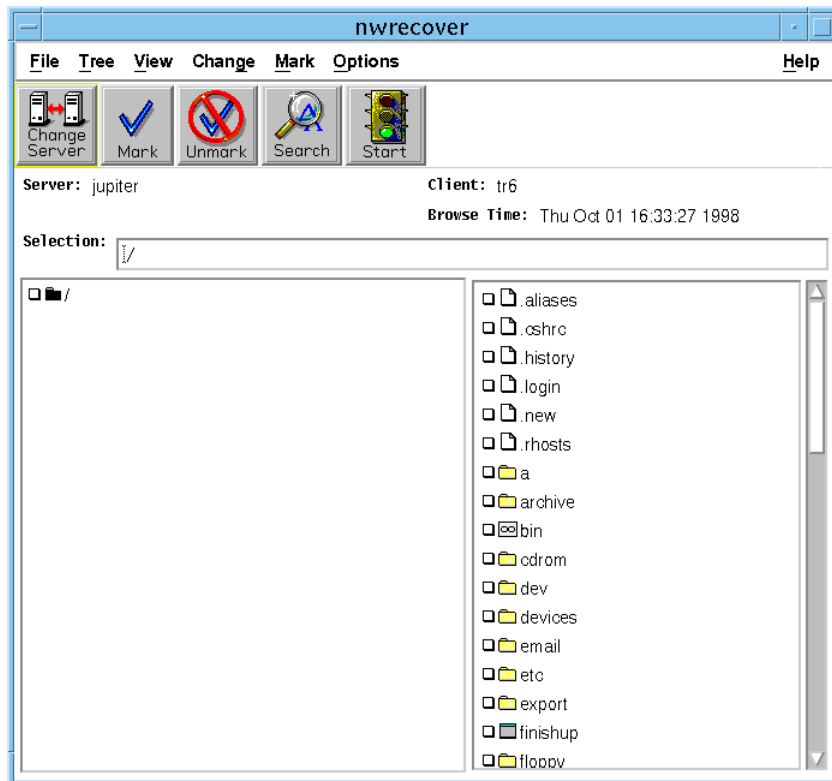 nwrecover
File Tree View Change Mark Options Help
Change Server Mark Unmark Search Start
Server: jupiter Client: tr6
Browse Time: Thu Oct 01 16:33:27 1998
Selection: /
/
.aliases
.cshrc
.history
.login
.new
.rhosts
a
archive
bin
cdrom
dev
devices
email
etc
export
finishup
floppy